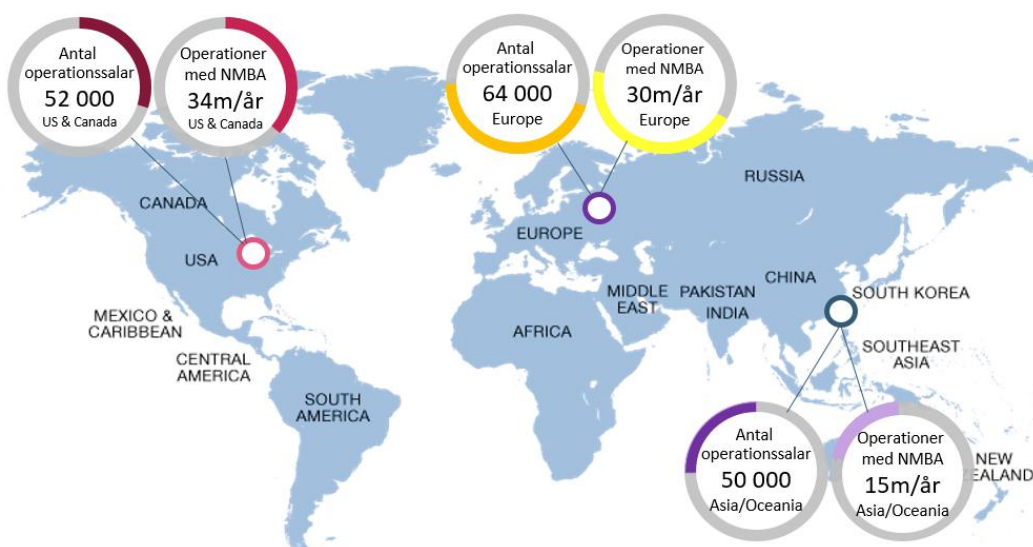 Antal
operationssalar
52 000
US & Canada
Operationer
med NMBA
34m/år
US & Canada
Antal
operationssalar
64 000
Europe
Operationer
med NMBA
30m/år
Europe
RUSSIA
CANADA
EUROPE
USA
CHINA
MIDDLE
EAST
PAKISTAN
INDIA
SOUTH KOREA
MEXICO &
CARIBBEAN
AFRICA
SOUTHEAST
ASIA
CENTRAL
AMERICA
SOUTH
AMERICA
Antal
operationssalar
50 000
Asia/Oceania
Operationer
med NMBA
15m/år
Asia/Oceania
NEW
ZEALAND